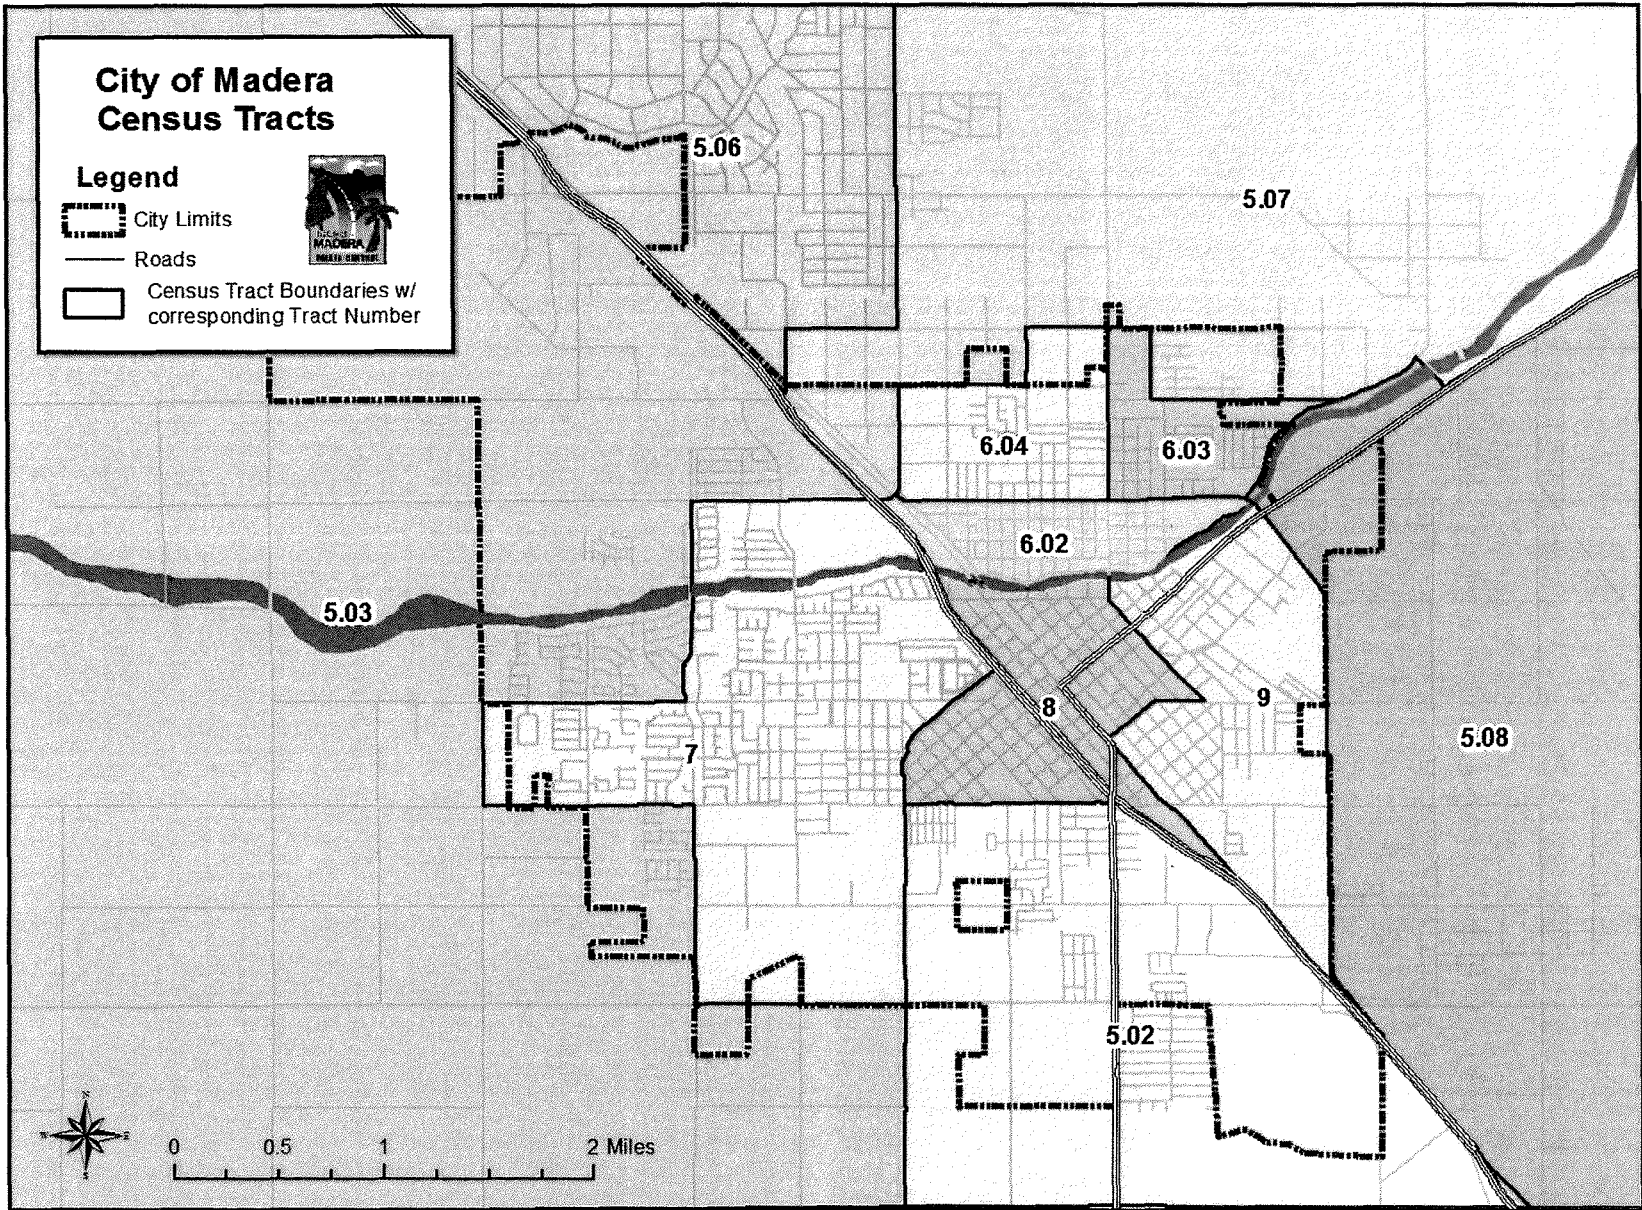 City of Madera
Census Tracts
Legend
City Limits
MADERA
Roads
Census Tract Boundaries w/
corresponding Tract Number
5.06
5.07
6.04
6.03
6.02
5.03
8
9
7
5.08
5.02
N
W
E
S
0 0.5 1 2 Miles